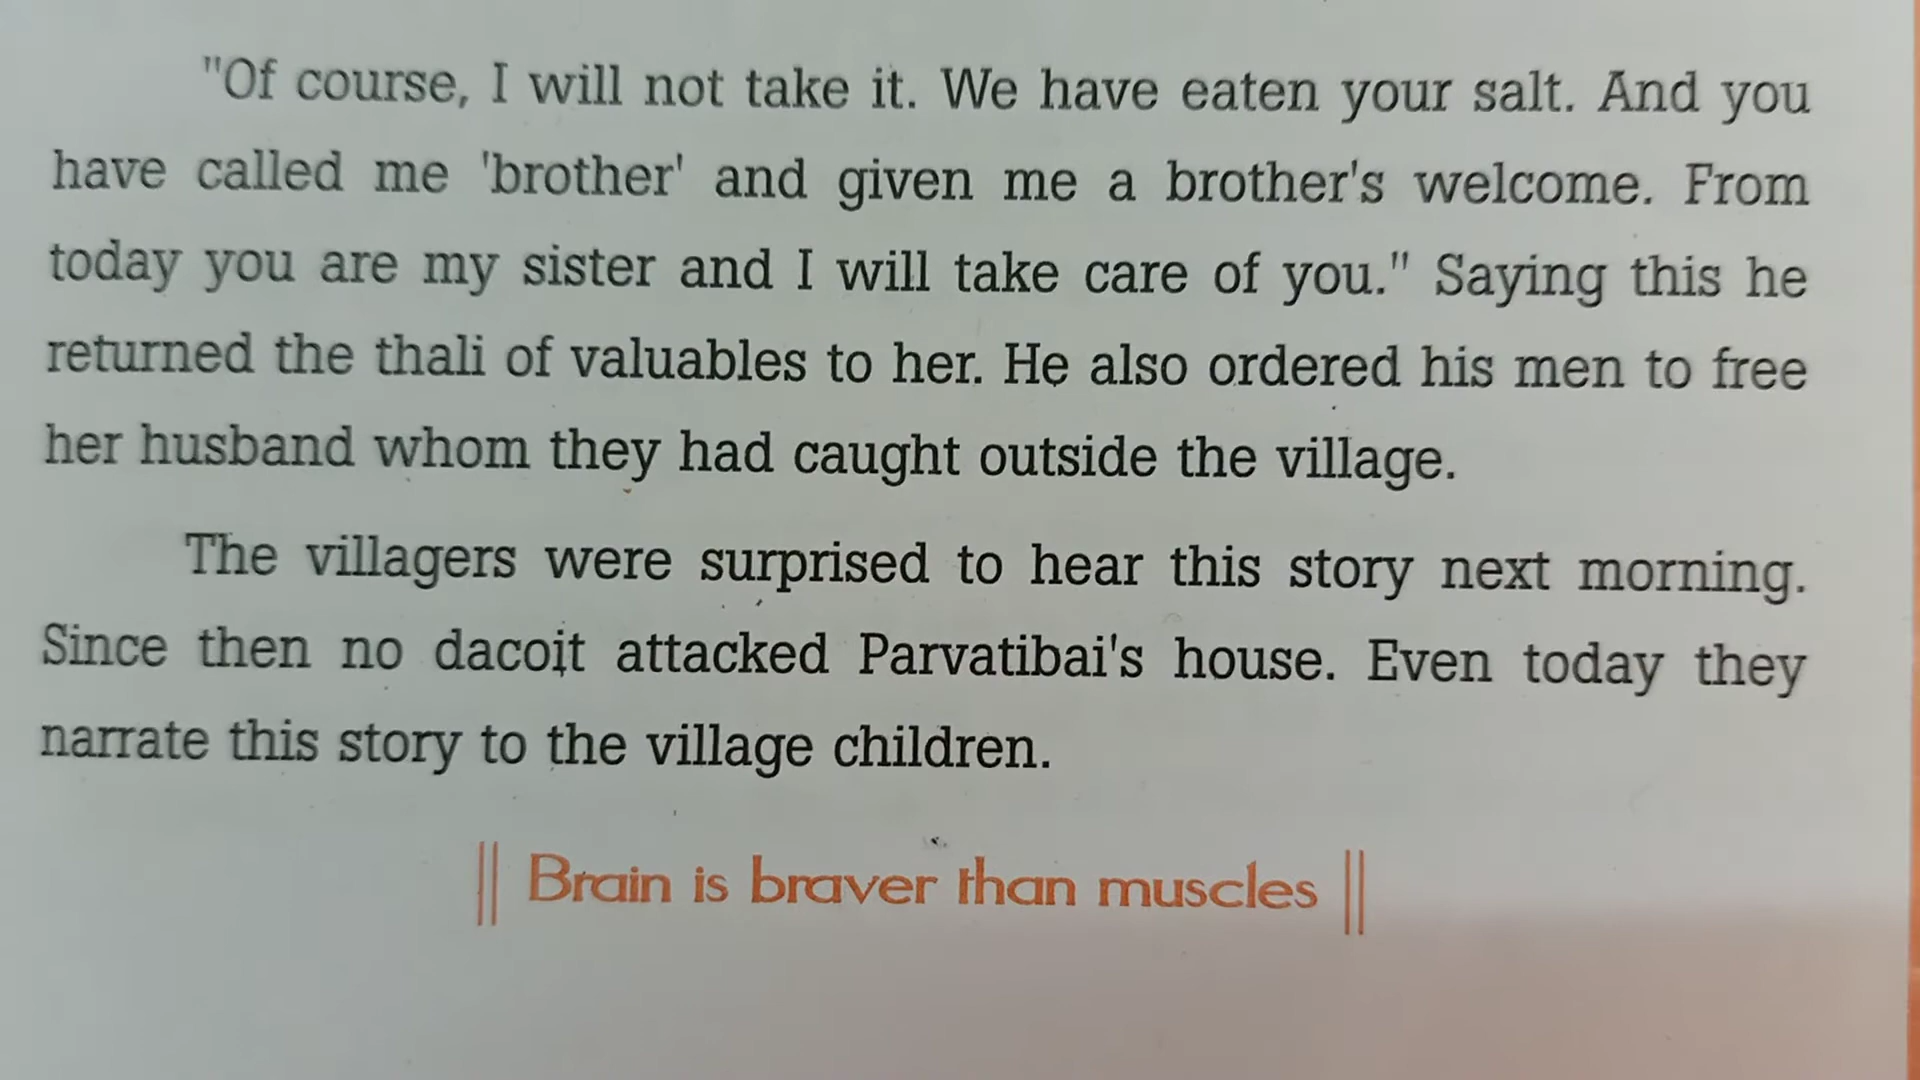 "Of course, I will not take it. We have eaten your salt. And you
have called me 'brother' and given me a brother's welcome. From
today you are my sister and I will take care of you." Saying this he
returned the thali of valuables to her. He also ordered his men to free
her husband whom they had caught outside the village.
The villagers were surprised to hear this story next morning.
Since then no dacoit attacked Parvatibai's house. Even today they
narrate this story to the village children.
|| Brain is braver than muscles ||